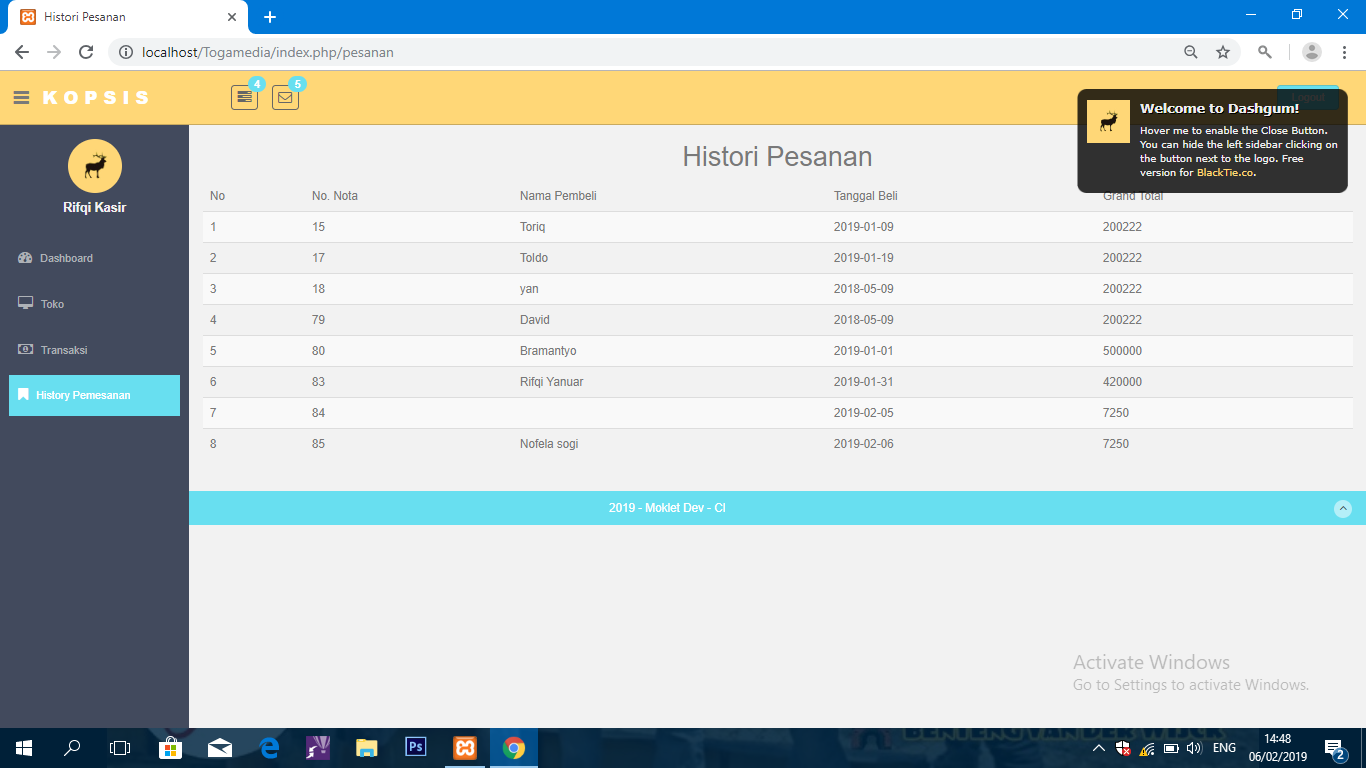 Histori Pesanan
localhost/Togamedia/index.php/pesanan
KOPSIS
4
5
Welcome to Dashgum!
Hover me to enable the Close Button.
You can hide the left sidebar clicking on
the button next to the logo. Free
version for BlackTie.co.
Rifqi Kasir
Dashboard
Toko
Transaksi
History Pemesanan
Histori Pesanan
No No. Nota Nama Pembeli Tanggal Beli Grand Total
1 15 Toriq 2019-01-09 200222
2 17 Toldo 2019-01-19 200222
3 18 yan 2018-05-09 200222
4 79 David 2018-05-09 200222
5 80 Bramantyo 2019-01-01 500000
6 83 Rifqi Yanuar 2019-01-31 420000
7 84 2019-02-05 7250
8 85 Nofela sogi 2019-02-06 7250
2019 - Moklet Dev - CI
Activate Windows
Go to Settings to activate Windows.
Ps
ENG
14:48
06/02/2019
2